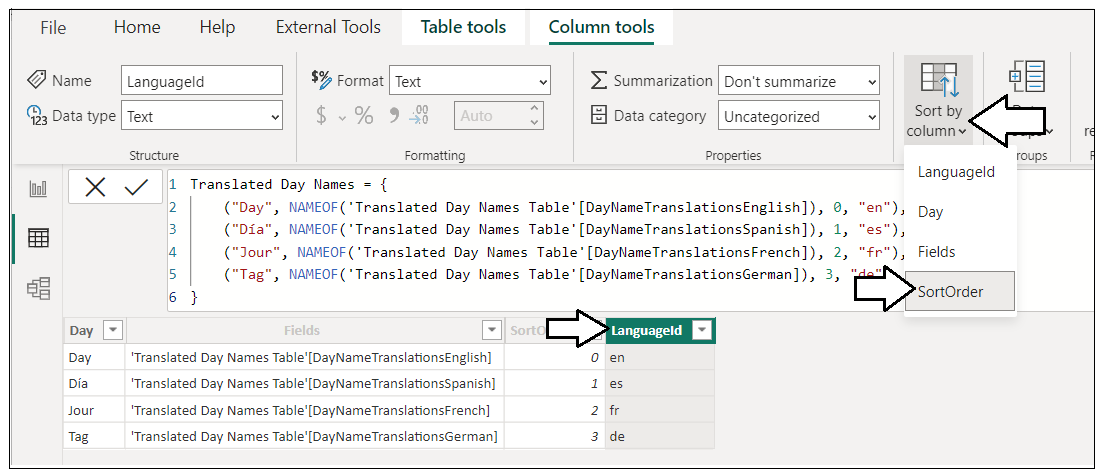 File Home Help External Tools Table tools Column tools
Name LanguageId $% Format Text Summarization Don't summarize Sort by column
123 Data type Text $ % 9 .00 →0 Auto Data category Uncategorized
Structure Formatting Properties roups
re
1 Translated Day Names = {
2 ("Day", NAMEOF('Translated Day Names Table'[DayNameTranslationsEnglish]), 0, "en"),
3 ("Día", NAMEOF('Translated Day Names Table'[DayNameTranslationsSpanish]), 1, "es"),
4 ("Jour", NAMEOF('Translated Day Names Table'[DayNameTranslationsFrench]), 2, "fr"),
5 ("Tag", NAMEOF('Translated Day Names Table'[DayNameTranslationsGerman]), 3, "de"
6 }
LanguageId
Day
Fields
SortOrder
Day Fields SortO LanguageId
Day 'Translated Day Names Table'[DayNameTranslationsEnglish] 0 en
Día 'Translated Day Names Table'[DayNameTranslationsSpanish] 1 es
Jour 'Translated Day Names Table'[DayNameTranslationsFrench] 2 fr
Tag 'Translated Day Names Table'[DayNameTranslationsGerman] 3 de